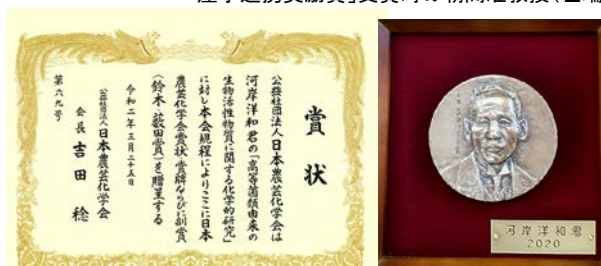 賞状
公益社団法人日本農芸化学会は
河岸洋和君の「高等菌類由来の
生物活性物質に関する化学的研究」
に対し本会規程によりここに日本
農芸化学会賞状賞牌ならびに副賞
（鈴木・藪田賞）を贈呈する
令和二年三月二十五日
公益社団法人日本農芸化学会
会長 吉田 稔
第六九号
河岸洋和君
2020